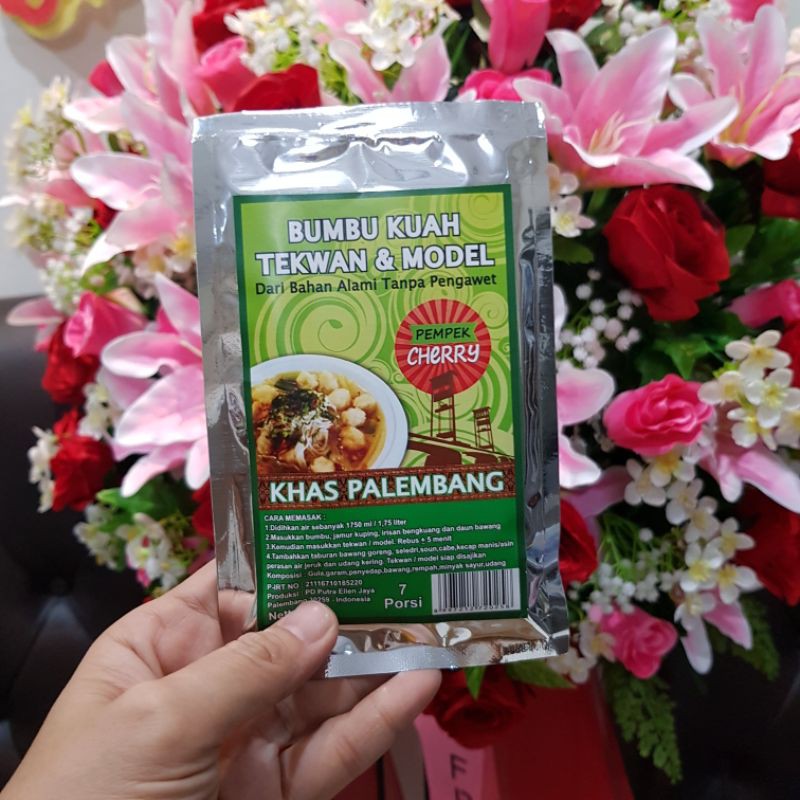 BUMBU KUAH
TEKWAN & MODEL
Dari Bahan Alami Tanpa Pengawet
PEMPEK
CHERRY
KHAS PALEMBANG
CARA MEMASAK :
1.Didihkan air sebanyak 1750 ml / 1,75 liter
2.Masukkan bumbu, jamur kuping, irisan bengkuang dan daun bawang
3.Kemudian masukkan tekwan / model. Rebus ± 5 menit
4.Tambahkan taburan bawang goreng, seledri,soun,cabe,kecap manis/asin
perasan air jeruk dan udang kering. Tekwan / model siap disajikan
Komposisi : Gula,garam,penyedap,bawang,rempah,minyak sayur,udang
P-IRT NO : 21116710185220
Produksi : PD Putra Ellen Jaya
Palembang 30259 - Indonesia
Nett
7
Porsi
F